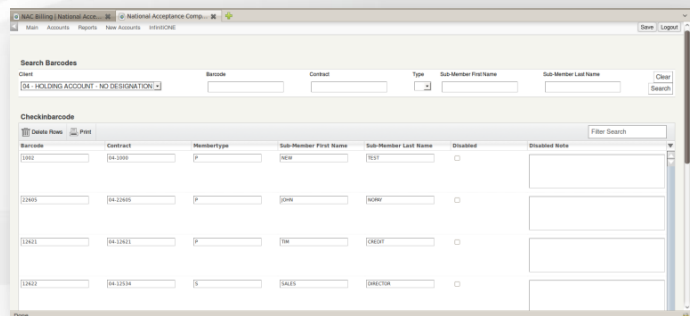 NAC Billing | National Acce... National Acceptance Comp...
Main Accounts Reports New Accounts InfinitiONE Save Logout
Search Barcodes
Client Barcode Contract Type Sub-Member First Name Sub-Member Last Name Clear
04 - HOLDING ACCOUNT - NO DESIGNATION Search
Checkinbarcode
Delete Rows Print Filter Search
Barcode Contract Membertype Sub-Member First Name Sub-Member Last Name Disabled Disabled Note
1002 04-1000 P NEW TEST
22605 04-22605 P JOHN NORM
12621 04-12621 P TIM CREDIT
12622 04-12534 S SALES DIRECTOR
Done